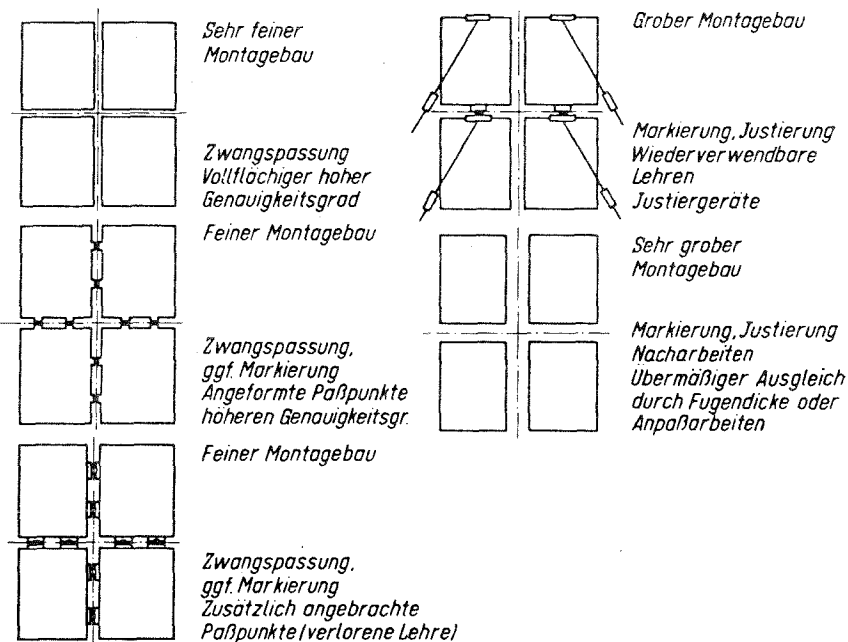 Sehr feiner
Montagebau
Zwangspassung
Vollflächiger hoher
Genauigkeitsgrad
Feiner Montagebau
Zwangspassung,
ggf. Markierung
Angeformte Paßpunkte
höheren Genauigkeitsgr.
Feiner Montagebau
Zwangspassung,
ggf. Markierung
Zusätzlich angebrachte
Paßpunkte (verlorene Lehre)
Grober Montagebau
Markierung, Justierung
Wiederverwendbare
Lehren
Justiergeräte
Sehr grober
Montagebau
Markierung, Justierung
Nacharbeiten
Übermäßiger Ausgleich
durch Fugendicke oder
Anpaßarbeiten